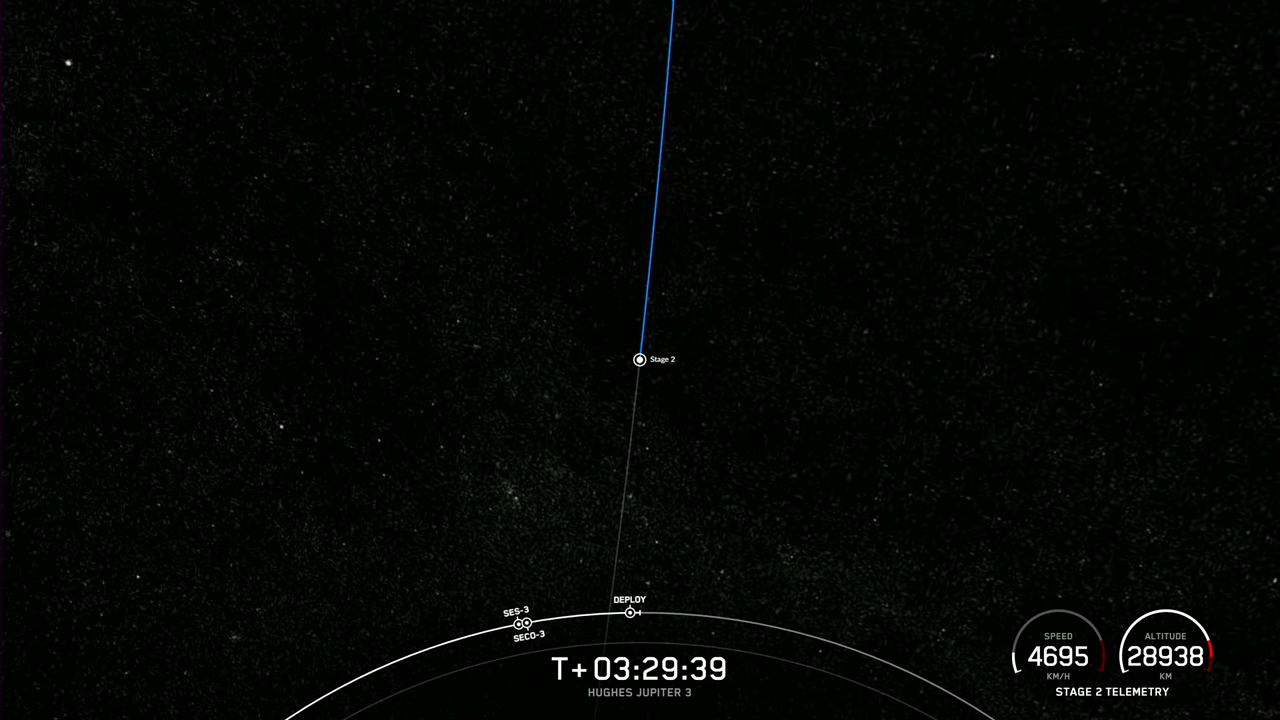 Stage 2
DEPLOY
SES-3
SECO-3
T+03:29:39
HUGHES JUPITER 3
SPEED
4695
KM/H
ALTITUDE
28938
KM
STAGE 2 TELEMETRY